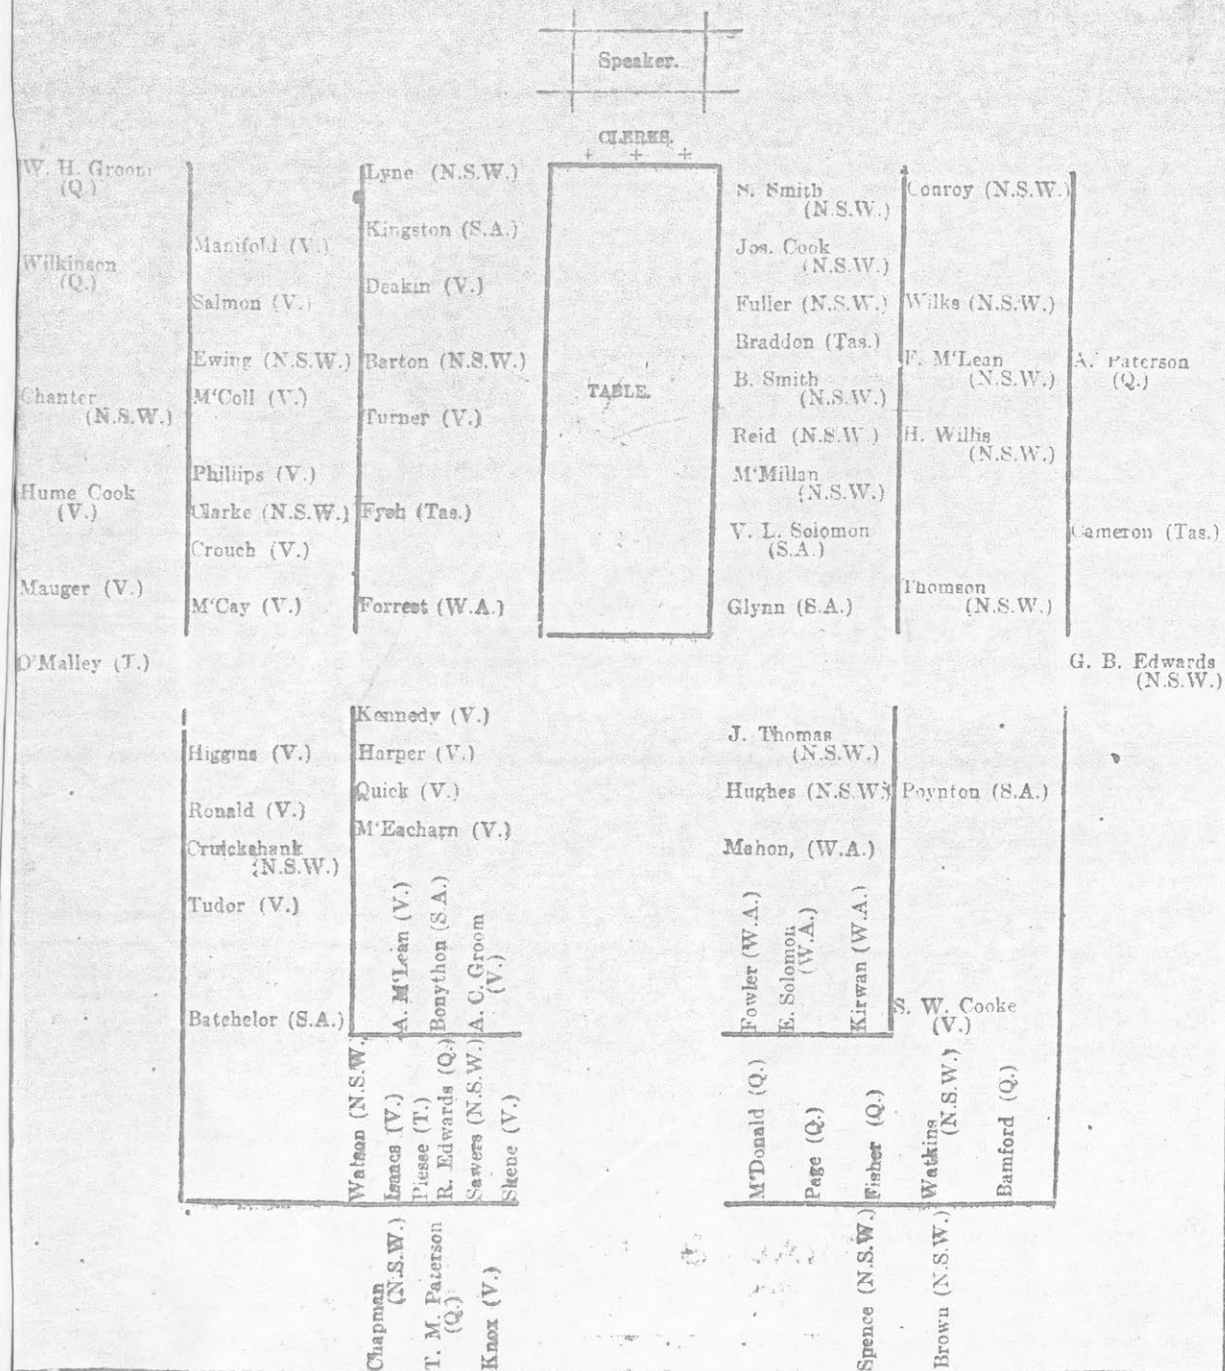 Speaker.
CLERKS.
+ + +
TABLE.
W. H. Groom
(Q.)
Wilkinson
(Q.)
Chanter
(N.S.W.)
Hume Cook
(V.)
Mauger (V.)
O'Malley (T.)
Manifold (V.)
Salmon (V.)
Ewing (N.S.W.)
M'Coll (V.)
Phillips (V.)
Clarke (N.S.W.)
Crouch (V.)
M'Cay (V.)
Lyne (N.S.W.)
Kingston (S.A.)
Deakin (V.)
Barton (N.S.W.)
Turner (V.)
Fysh (Tas.)
Forrest (W.A.)
S. Smith
(N.S.W.)
Jos. Cook
(N.S.W.)
Fuller (N.S.W.)
Braddon (Tas.)
B. Smith
(N.S.W.)
Reid (N.S.W.)
M'Millan
(N.S.W.)
V. L. Solomon
(S.A.)
Glynn (S.A.)
Conroy (N.S.W.)
Wilks (N.S.W.)
F. M'Lean
(N.S.W.)
H. Willis
(N.S.W.)
Thomson
(N.S.W.)
A. Paterson
(Q.)
Cameron (Tas.)
G. B. Edwards
(N.S.W.)
Higgins (V.)
Ronald (V.)
Cruickshank
(N.S.W.)
Tudor (V.)
Batchelor (S.A.)
Kennedy (V.)
Harper (V.)
Quick (V.)
M'Eacharn (V.)
A. M'Lean (V.)
Bonython (S.A.)
A. C. Groom
(V.)
J. Thomas
(N.S.W.)
Hughes (N.S.W.)
Mahon, (W.A.)
Fowler (W.A.)
E. Solomon
(W.A.)
Kirwan (W.A.)
Poynton (S.A.)
S. W. Cooke
(V.)
Watson (N.S.W.
Isaacs (V.)
Piesse (T.)
R. Edwards (Q.)
Sawers (N.S.W.)
Skene (V.)
M'Donald (Q.)
Page (Q.)
Fisher (Q.)
Watkins
(N.S.W.)
Bamford (Q.)
Chapman
(N.S.W.)
T. M. Paterson
(Q.)
Knox (V.)
Spence (N.S.W.)
Brown (N.S.W.)